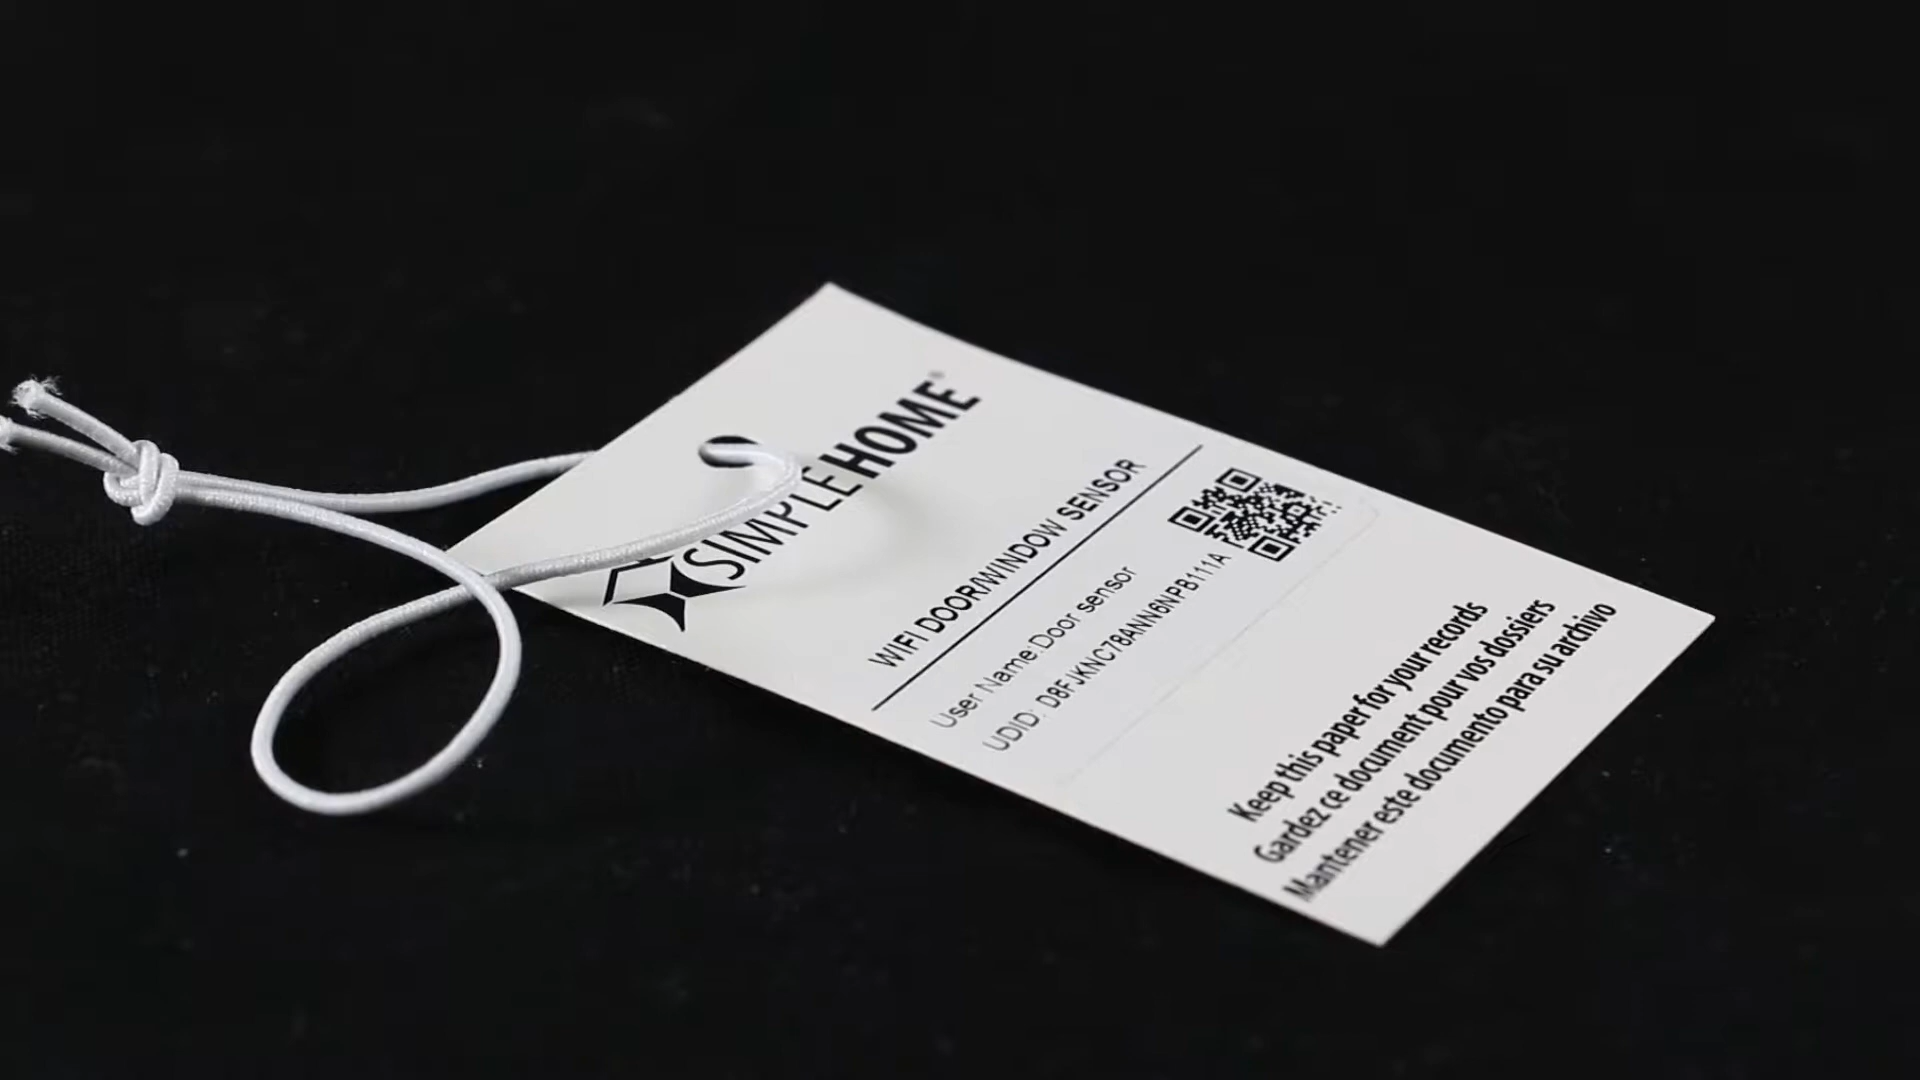 SIMPLEHOME®
WIFI DOOR/WINDOW SENSOR
User Name:Door sensor
UDID: D8FJKNC78ANN6NPB111A
Keep this paper for your records
Gardez ce document pour vos dossiers
Mantener este documento para su archivo